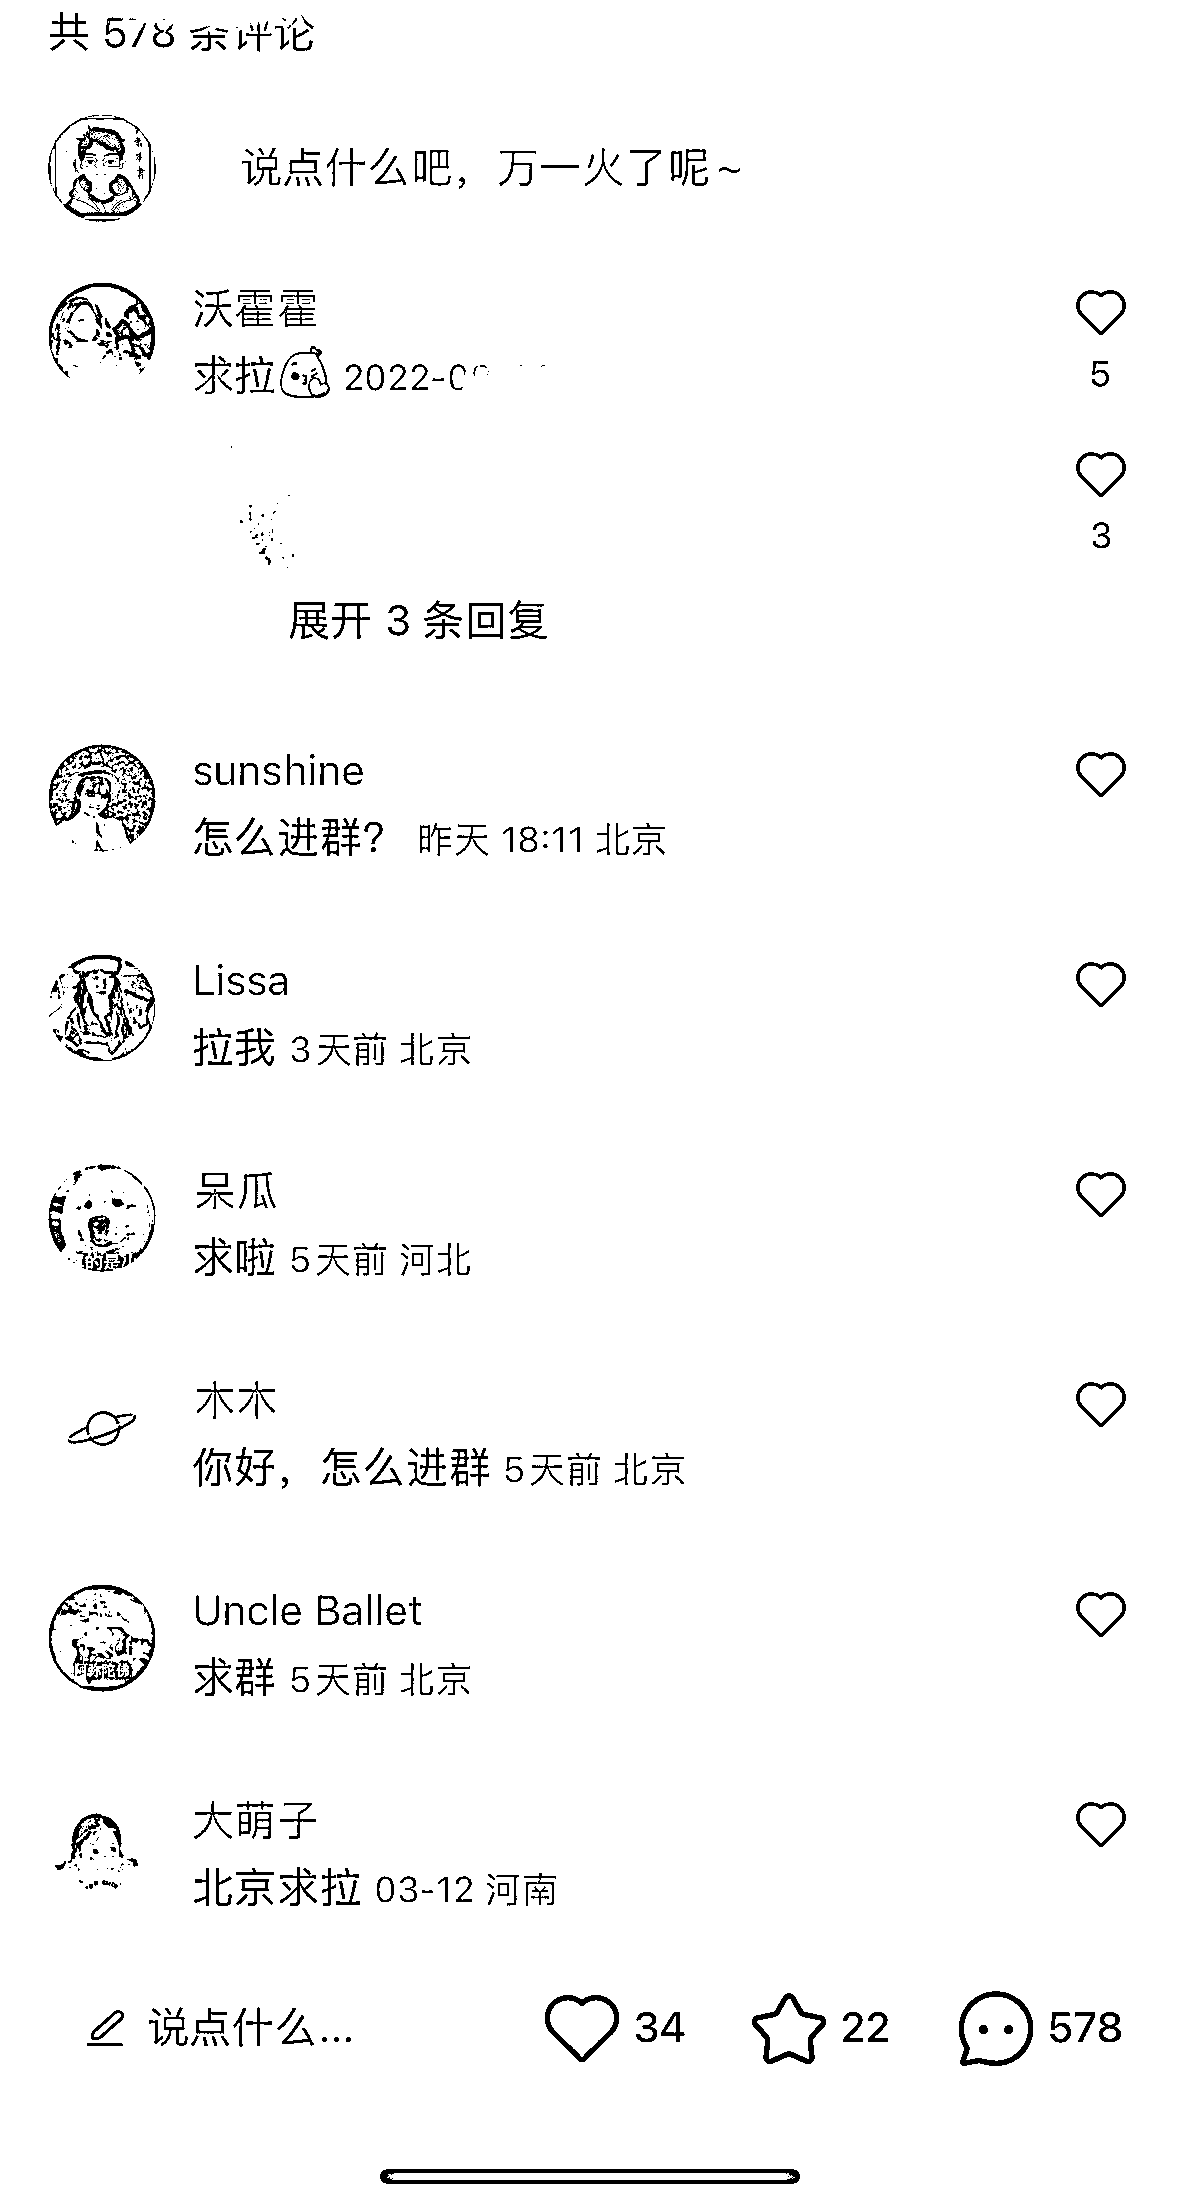 共 578 条评论
说点什么吧，万一火了呢~
沃霍霍
求拉 2022-0
5
3
展开 3 条回复
sunshine
怎么进群？ 昨天 18:11 北京
Lissa
拉我 3天前 北京
呆瓜
求啦 5天前 河北
的是
木木
你好，怎么进群 5天前 北京
Uncle Ballet
求群 5天前 北京
大萌子
北京求拉 03-12 河南
说点什么... 34 22 578